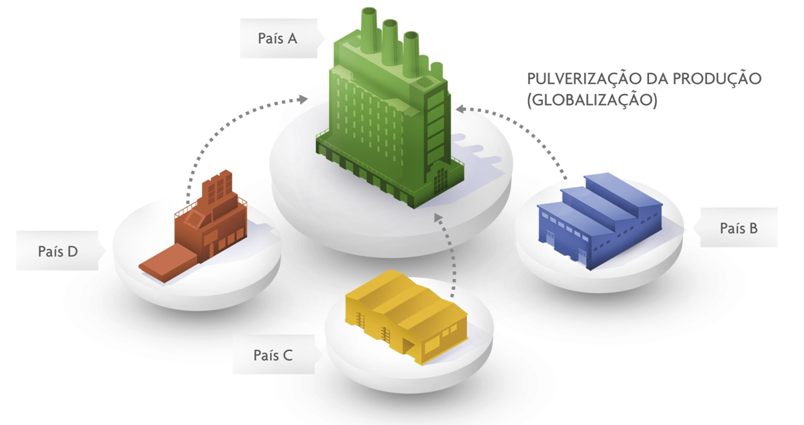 País A
PULVERIZAÇÃO DA PRODUÇÃO
(GLOBALIZAÇÃO)
País D
País B
País C